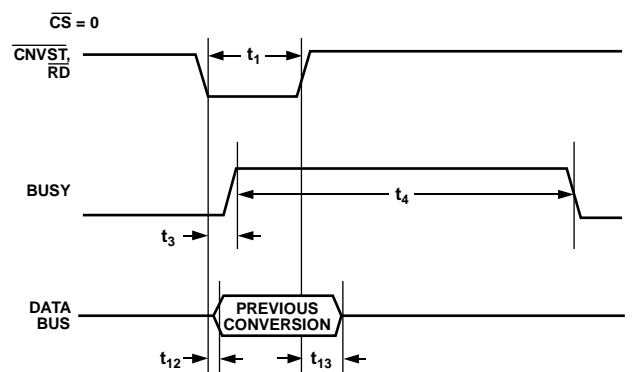 CS = 0
CNVST,
RD
t1
BUSY
t4
t3
DATA
BUS
PREVIOUS
CONVERSION
t12
t13